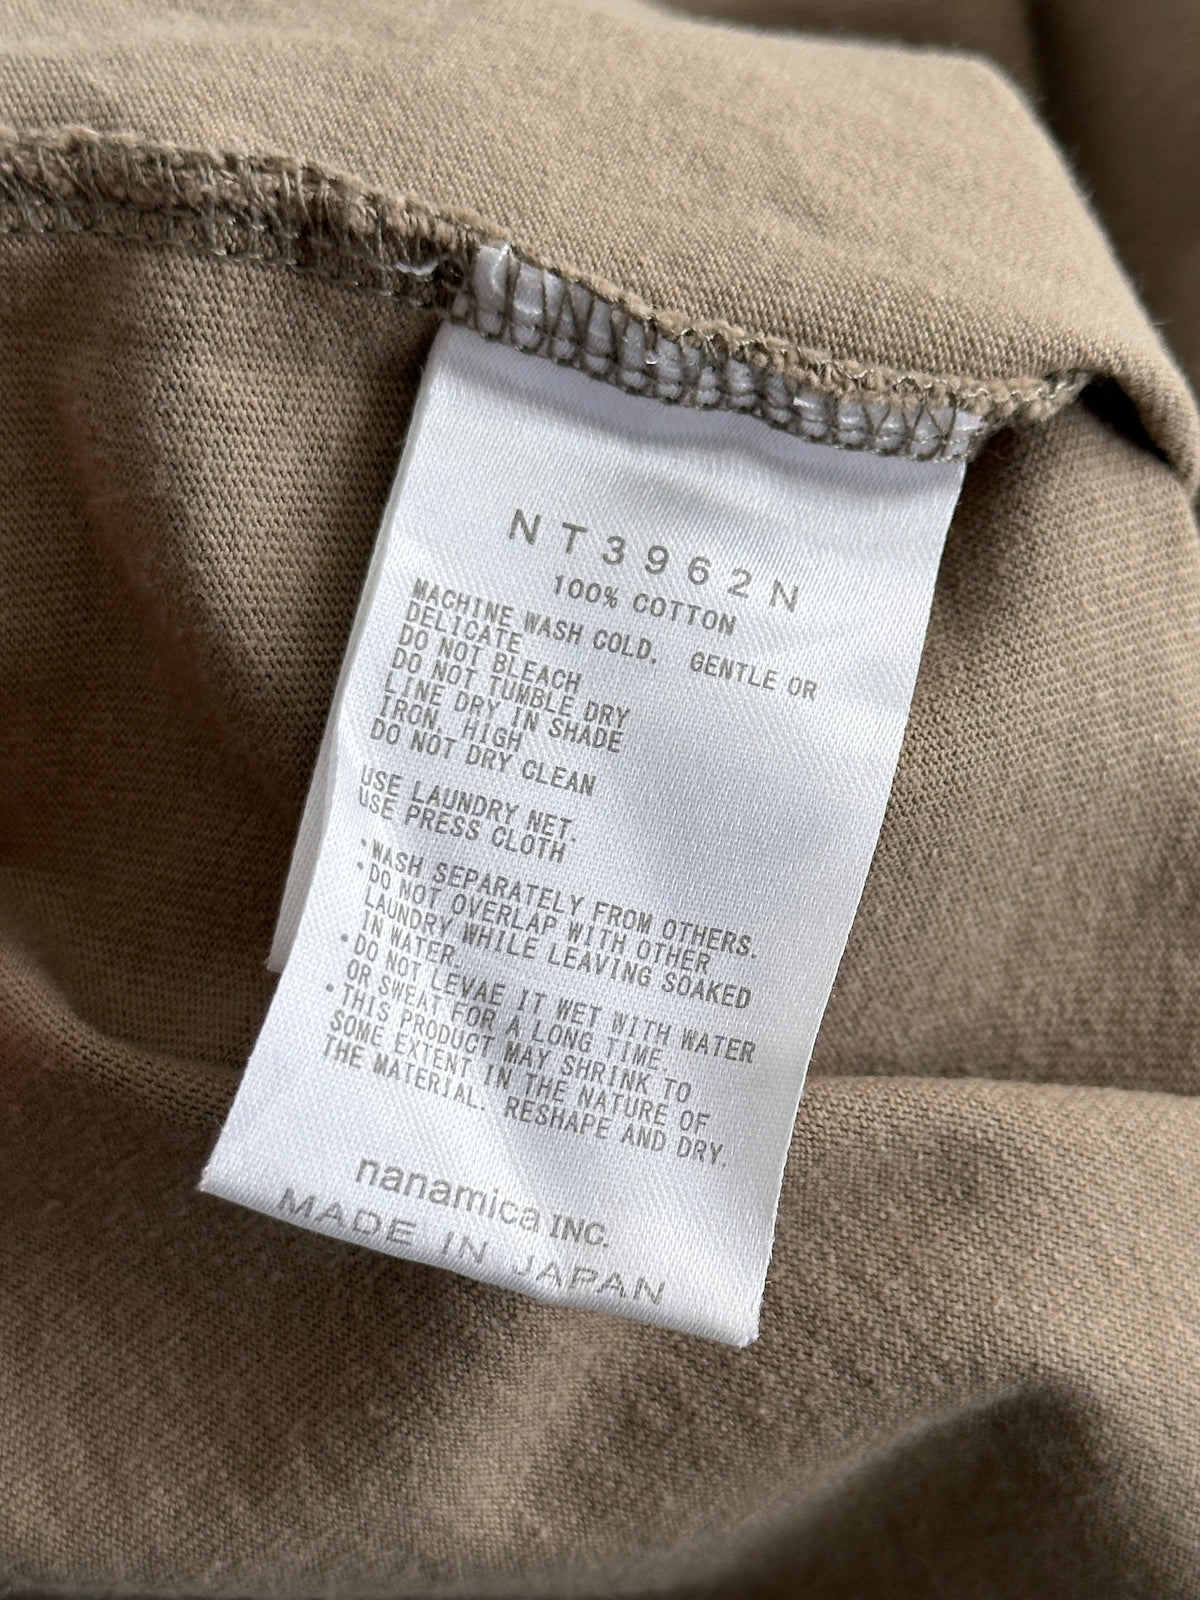 NT3962N
100% COTTON
MACHINE WASH COLD. GENTLE OR
DELICATE
DO NOT BLEACH
DO NOT TUMBLE DRY
LINE DRY IN SHADE
IRON, HIGH
DO NOT DRY CLEAN
USE LAUNDRY NET.
USE PRESS CLOTH
・WASH SEPARATELY FROM OTHERS.
・DO NOT OVERLAP WITH OTHER
LAUNDRY WHILE LEAVING SOAKED
IN WATER.
・DO NOT LEVAE IT WET WITH WATER
OR SWEAT FOR A LONG TIME.
・THIS PRODUCT MAY SHRINK TO
SOME EXTENT IN THE NATURE OF
THE MATERIAL. RESHAPE AND DRY.
nanamica INC.
MADE IN JAPAN